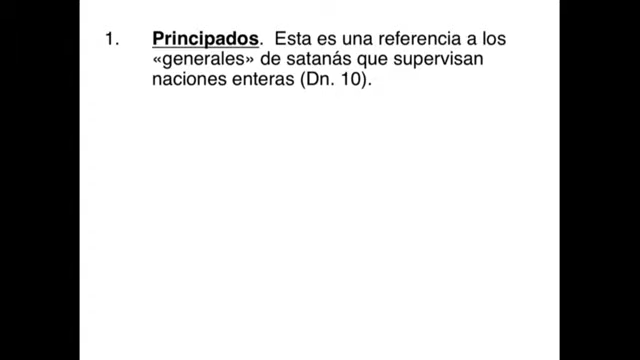 1. Principados. Esta es una referencia a los
«generales» de satanás que supervisan
naciones enteras (Dn. 10).